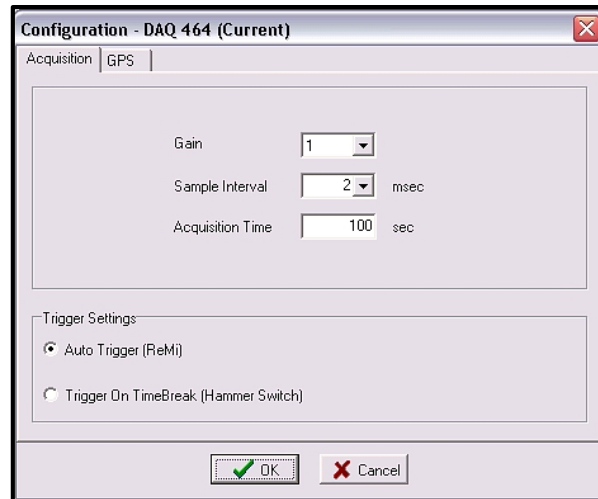 Configuration - DAQ 464 (Current)
Acquisition GPS
Gain 1
Sample Interval 2 msec
Acquisition Time 100 sec
Trigger Settings
Auto Trigger (ReMi)
Trigger On TimeBreak (Hammer Switch)
OK Cancel